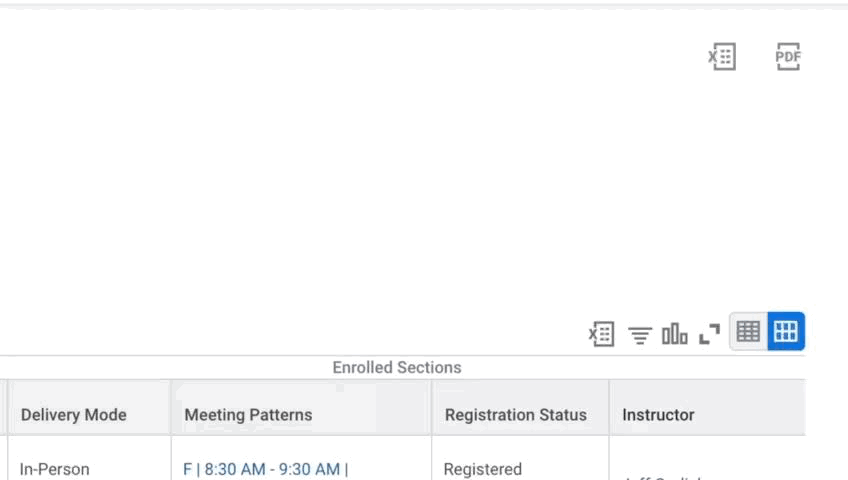 X
PDF
X
Enrolled Sections
Delivery Mode Meeting Patterns Registration Status Instructor
In-Person F | 8:30 AM - 9:30 AM | Registered